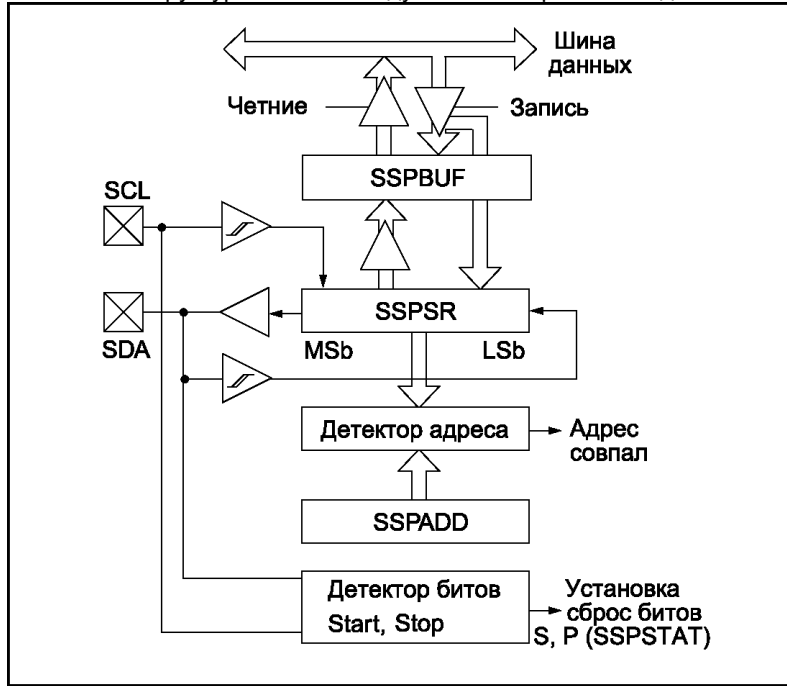 Шина
данных
Четние
Запись
SSPBUF
SCL
SSPSR
SDA
MSb
LSb
Детектор адреса
Адрес
совпал
SSPADD
Детектор битов
Start, Stop
Установка
сброс битов
S, P (SSPSTAT)